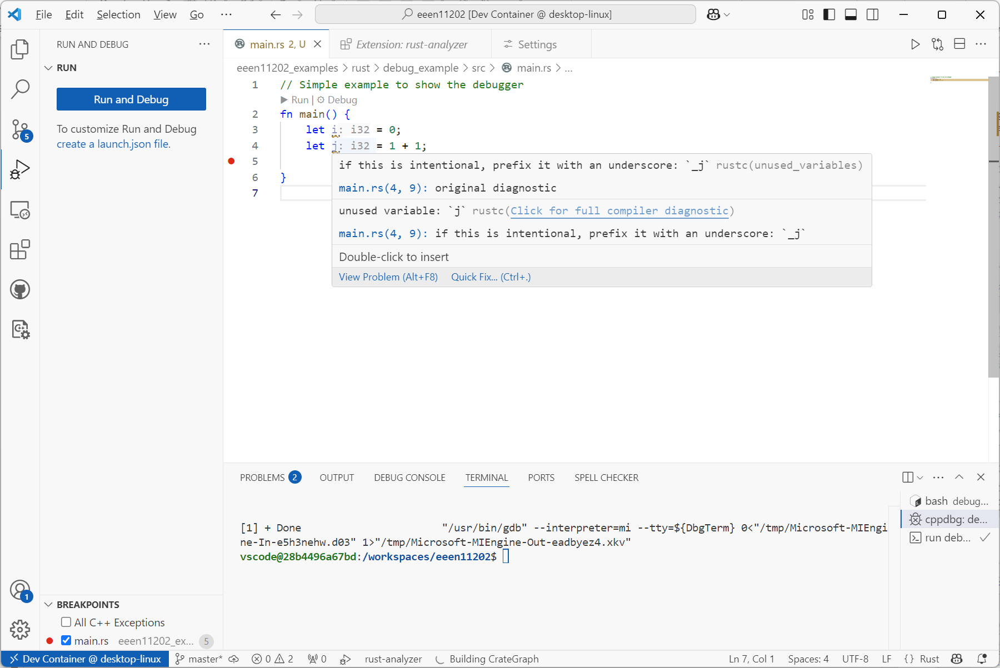 File Edit Selection View Go ···
eeen11202 [Dev Container @ desktop-linux]
RUN AND DEBUG ···
RUN
Run and Debug
To customize Run and Debug
create a launch.json file.
5
1
BREAKPOINTS
All C++ Exceptions
main.rs eeen11202_ex... 5
main.rs 2, U
Extension: rust-analyzer
Settings
eeen11202_examples > rust > debug_example > src > main.rs > ...
1 // Simple example to show the debugger
Run | Debug
2 fn main() {
3 let i: i32 = 0;
4 let j: i32 = 1 + 1;
5
6 }
7
if this is intentional, prefix it with an underscore: `_j` rustc(unused_variables)
main.rs(4, 9): original diagnostic
unused variable: `j` rustc(Click for full compiler diagnostic)
main.rs(4, 9): if this is intentional, prefix it with an underscore: `_j`
Double-click to insert
View Problem (Alt+F8) Quick Fix... (Ctrl+.)
PROBLEMS 2 OUTPUT DEBUG CONSOLE TERMINAL PORTS SPELL CHECKER
[1] + Done "/usr/bin/gdb" --interpreter=mi --tty=${DbgTerm} 0<"/tmp/Microsoft-MIEngi
ne-In-e5h3nehw.d03" 1>"/tmp/Microsoft-MIEngine-Out-eadbyez4.xkv"
vscode@28b4496a67bd:/workspaces/eeen11202$
bash debug...
cppdbg: de...
run deb...
Dev Container @ desktop-linux master* 0 2 0 rust-analyzer Building CrateGraph Ln 7, Col 1 Spaces: 4 UTF-8 LF {} Rust